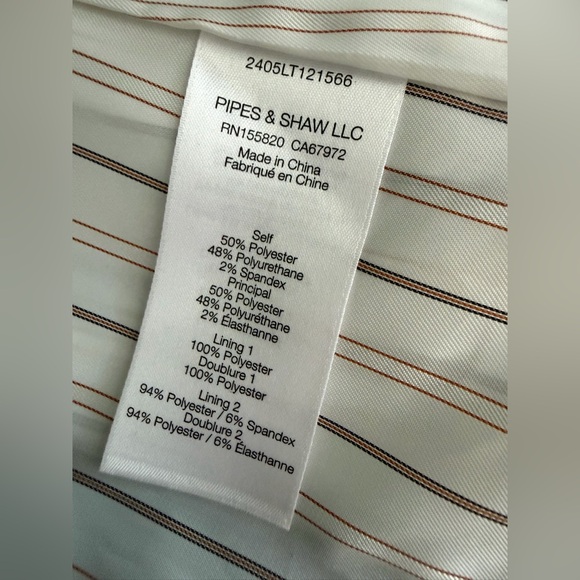 2405LT121566
PIPES & SHAW LLC
RN155820 CA67972
Made in China
Fabriqué en Chine
Self
50% Polyester
48% Polyurethane
2% Spandex
Principal
50% Polyester
48% Polyuréthane
2% Élasthanne
Lining 1
100% Polyester
Doublure 1
100% Polyester
Lining 2
94% Polyester / 6% Spandex
Doublure 2
94% Polyester / 6% Élasthanne